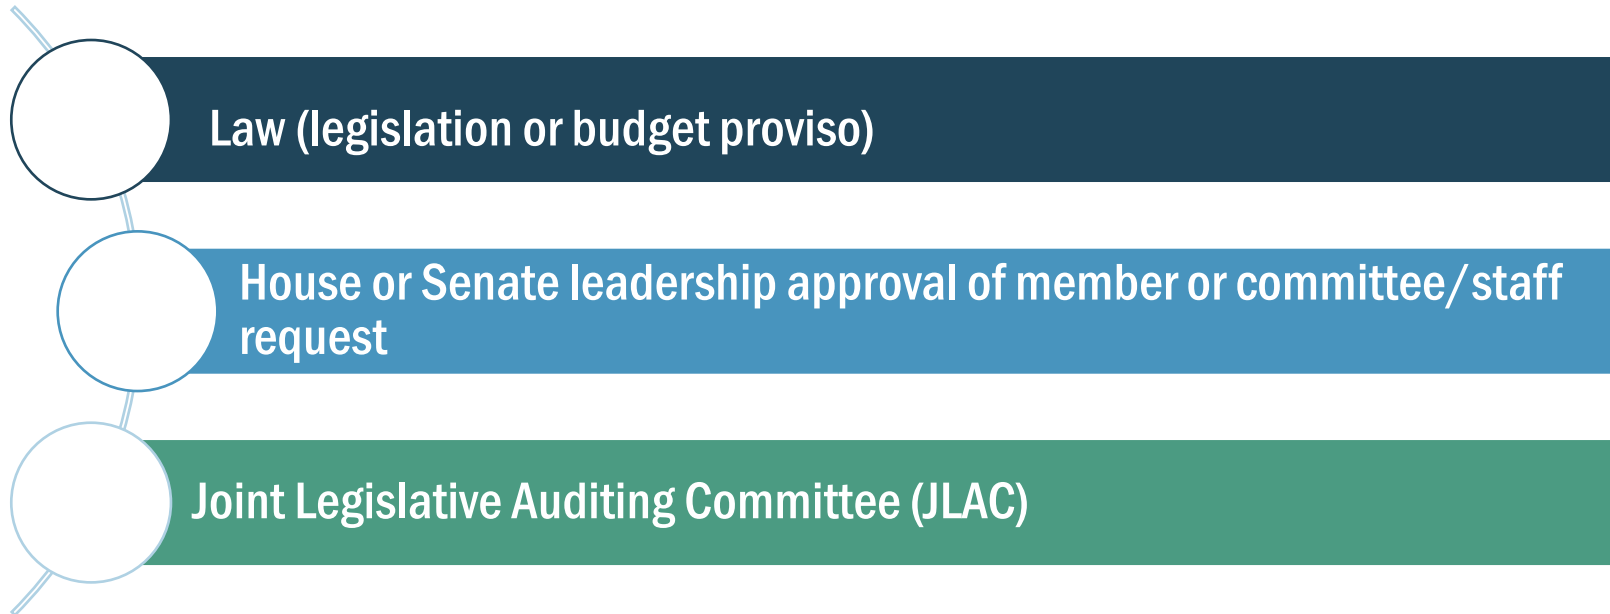 Law (legislation or budget proviso)
House or Senate leadership approval of member or committee/staff
request
Joint Legislative Auditing Committee (JLAC)